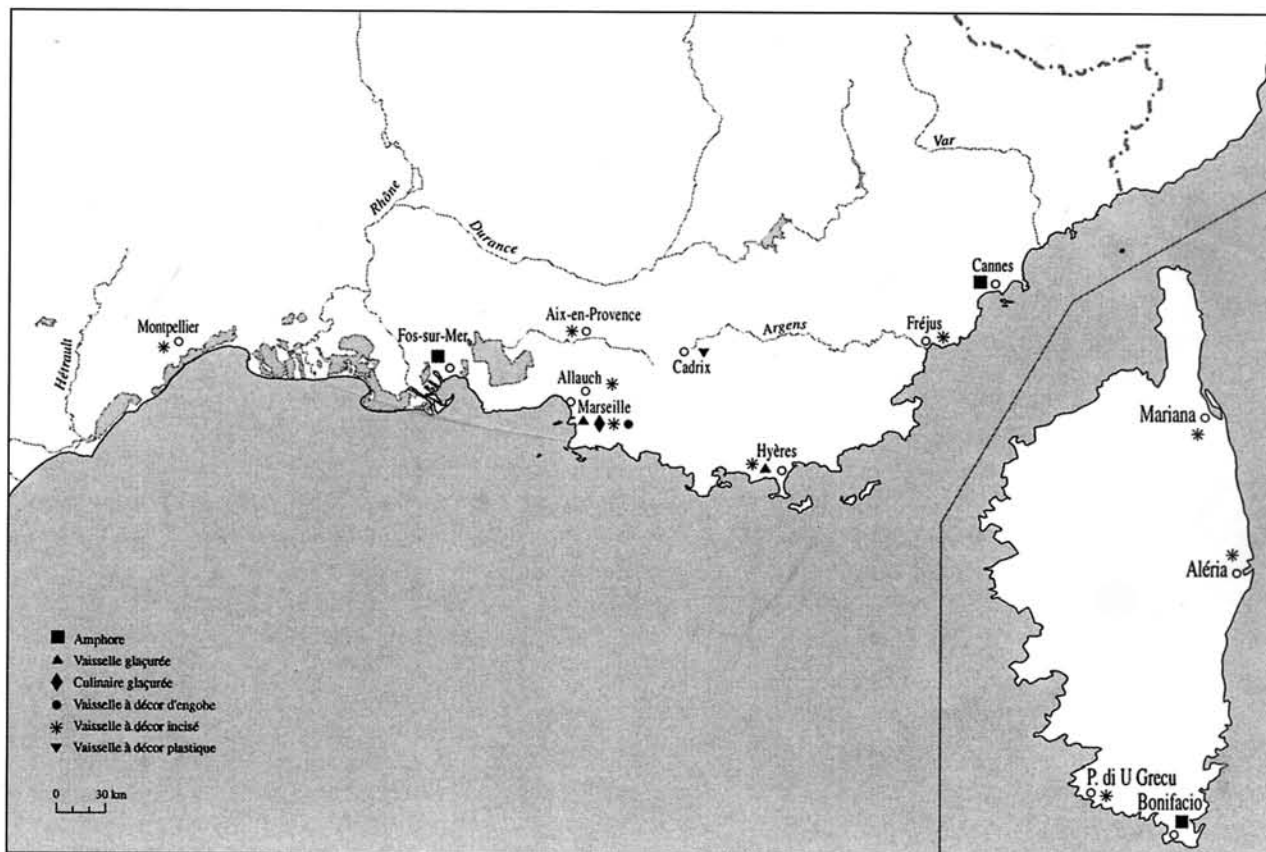 Rhône
Durance
Var
Hérault
Montpellier
Fos-sur-Mer
Aix-en-Provence
Argens
Cadrix
Fréjus
Cannes
Allauch
Marseille
Hyères
Mariana
Aléria
P. di U Grecu
Bonifacio
Amphore
Vaisselle glaçurée
Culinaire glaçurée
Vaisselle à décor d'engobe
Vaisselle à décor incisé
Vaisselle à décor plastique
0 30 km